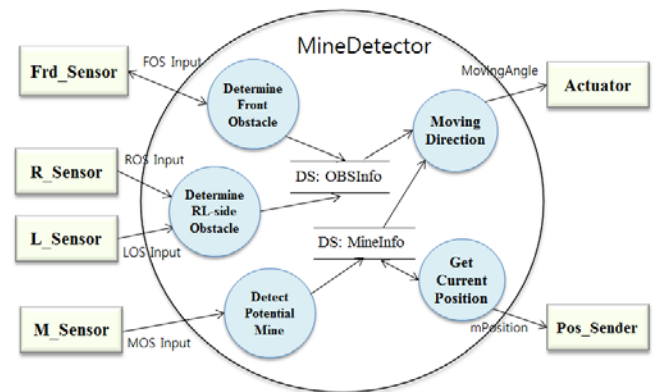 MineDetector
Frd_Sensor
FOS Input
Determine
Front
Obstacle
MovingAngle
Actuator
Moving
Direction
R_Sensor
ROS Input
DS: OBSInfo
Determine
RL-side
Obstacle
L_Sensor
LOS Input
DS: MineInfo
Get
Current
Position
Detect
Potential
Mine
M_Sensor
MOS Input
mPosition
Pos_Sender